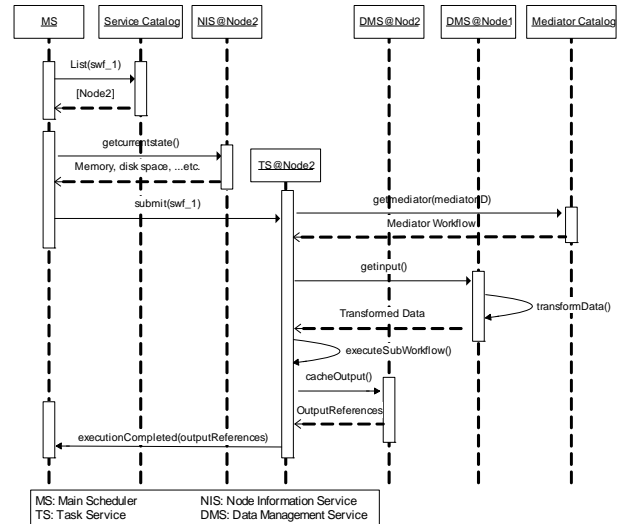 MS
Service Catalog
NIS@Node2
DMS@Nod2
DMS@Node1
Mediator Catalog
List(swf_1)
[Node2]
getcurrentstate()
Memory, disk space, ...etc.
TS@Node2
submit(swf_1)
getmediator(mediatorID)
Mediator Workflow
getinput()
transformData()
Transformed Data
executeSubWorkflow()
cacheOutput()
OutputReferences
executionCompleted(outputReferences)
MS: Main Scheduler NIS: Node Information Service
TS: Task Service DMS: Data Management Service